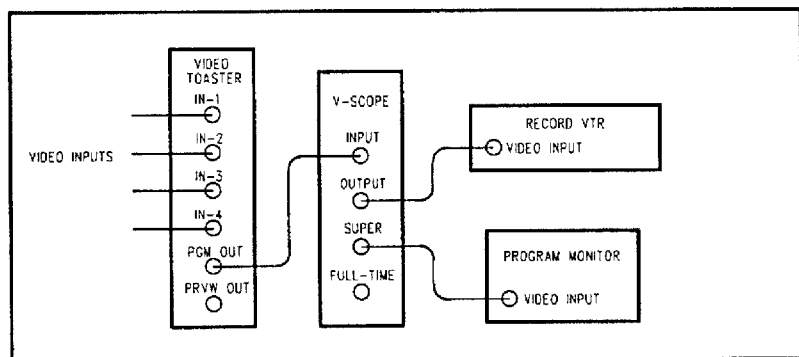 VIDEO
TOASTER
IN-1
IN-2
VIDEO INPUTS
IN-3
IN-4
PGM OUT
PRVW OUT
V-SCOPE
INPUT
OUTPUT
SUPER
FULL-TIME
RECORD VTR
VIDEO INPUT
PROGRAM MONITOR
VIDEO INPUT